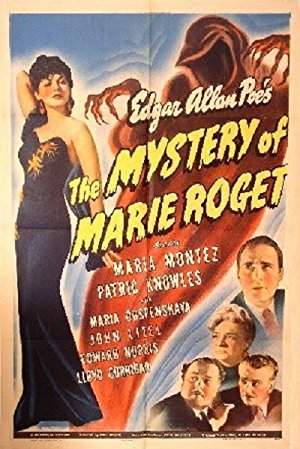 Edgar Allan Poe's
The MYSTERY of
MARIE ROGET
MARIA MONTEZ
PATRIC KNOWLES
MARIA OUSPENSKAYA
JOHN LITEL
EDWARD NORRIS
LLOYD CORRIGAN